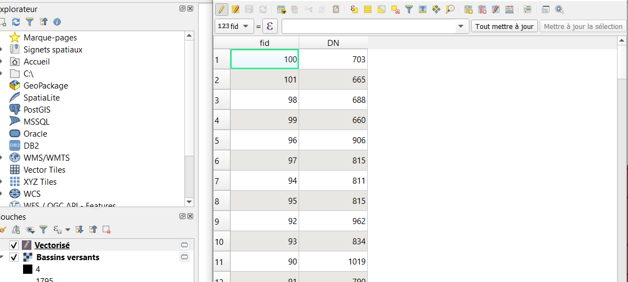 xplorateur
Marque-pages
Signets spatiaux
Accueil
C:\
GeoPackage
SpatiaLite
PostGIS
MSSQL
Oracle
DB2
WMS/WMTS
Vector Tiles
XYZ Tiles
WCS
WFS / OGC API - Features
ouches
Vectorisé
Bassins versants
4
1795
123 fid = ε Tout mettre à jour Mettre à jour la sélection
fid DN
1 100 703
2 101 665
3 98 688
4 99 660
5 96 906
6 97 815
7 94 811
8 95 815
9 92 962
10 93 834
11 90 1019
12 91 790